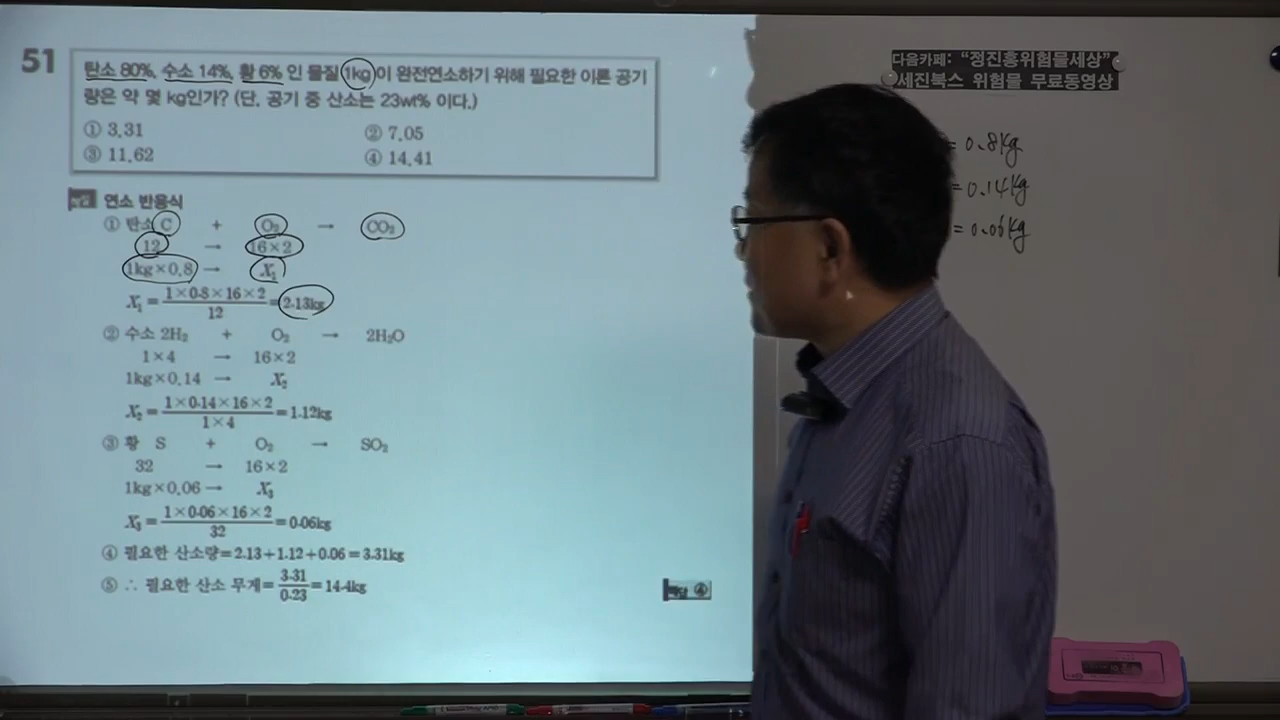 51
탄소 80%, 수소 14%, 황 6% 인 물질 1kg이 완전연소하기 위해 필요한 이론 공기
량은 약 몇 kg인가? (단, 공기 중 산소는 23wt% 이다.)
① 3.31 ② 7.05
③ 11.62 ④ 14.41
연소 반응식
① 탄소 C + O₂ → CO₂
12 → 16×2
1kg×0.8 → X₁
X₁ = 1×0.8×16×2 / 12 = 2.13kg
② 수소 2H₂ + O₂ → 2H₂O
1×4 → 16×2
1kg×0.14 → X₂
X₂ = 1×0.14×16×2 / 1×4 = 1.12kg
③ 황 S + O₂ → SO₂
32 → 16×2
1kg×0.06 → X₃
X₃ = 1×0.06×16×2 / 32 = 0.06kg
④ 필요한 산소량=2.13+1.12+0.06=3.31kg
⑤ ∴ 필요한 산소 무게= 3.31 / 0.23 =14.4kg
④
다음카페: "정진홍위험물세상"
세진북스 위험물 무료동영상
= 0.8kg
= 0.14kg
= 0.06kg